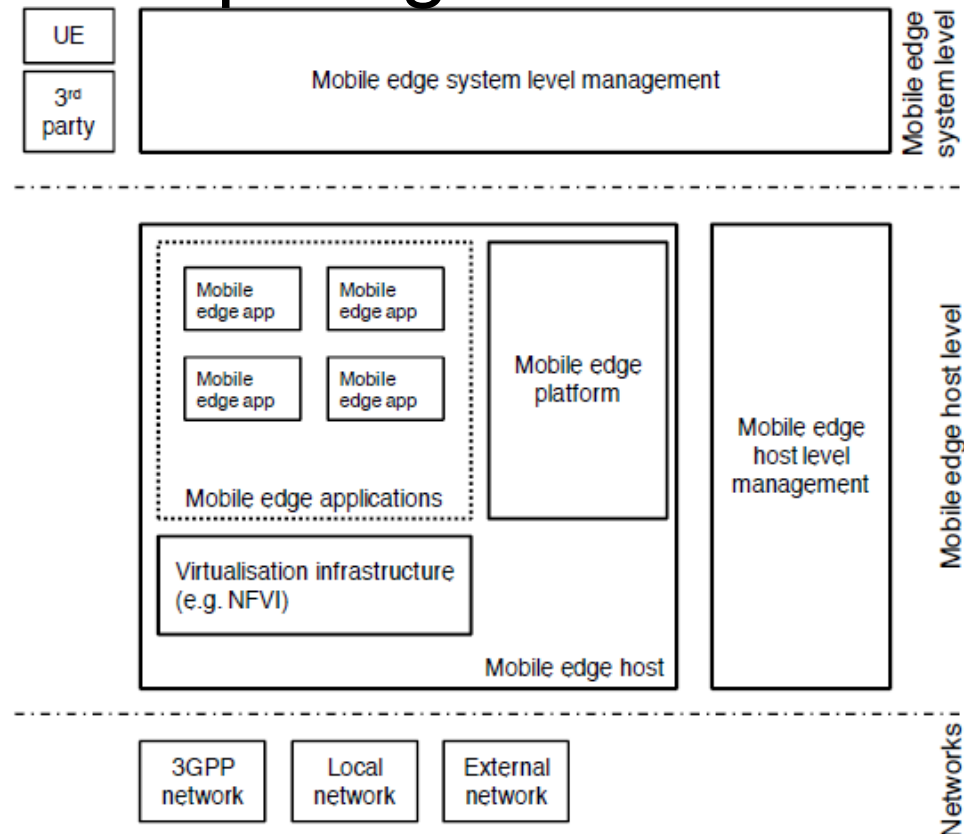 UE
3rd
party
Mobile edge system level management
Mobile edge
system level
Mobile
edge app
Mobile
edge app
Mobile
edge app
Mobile
edge app
Mobile edge applications
Mobile edge
platform
Virtualisation infrastructure
(e.g. NFVI)
Mobile edge host
Mobile edge
host level
management
Mobile edge host level
3GPP
network
Local
network
External
network
Networks